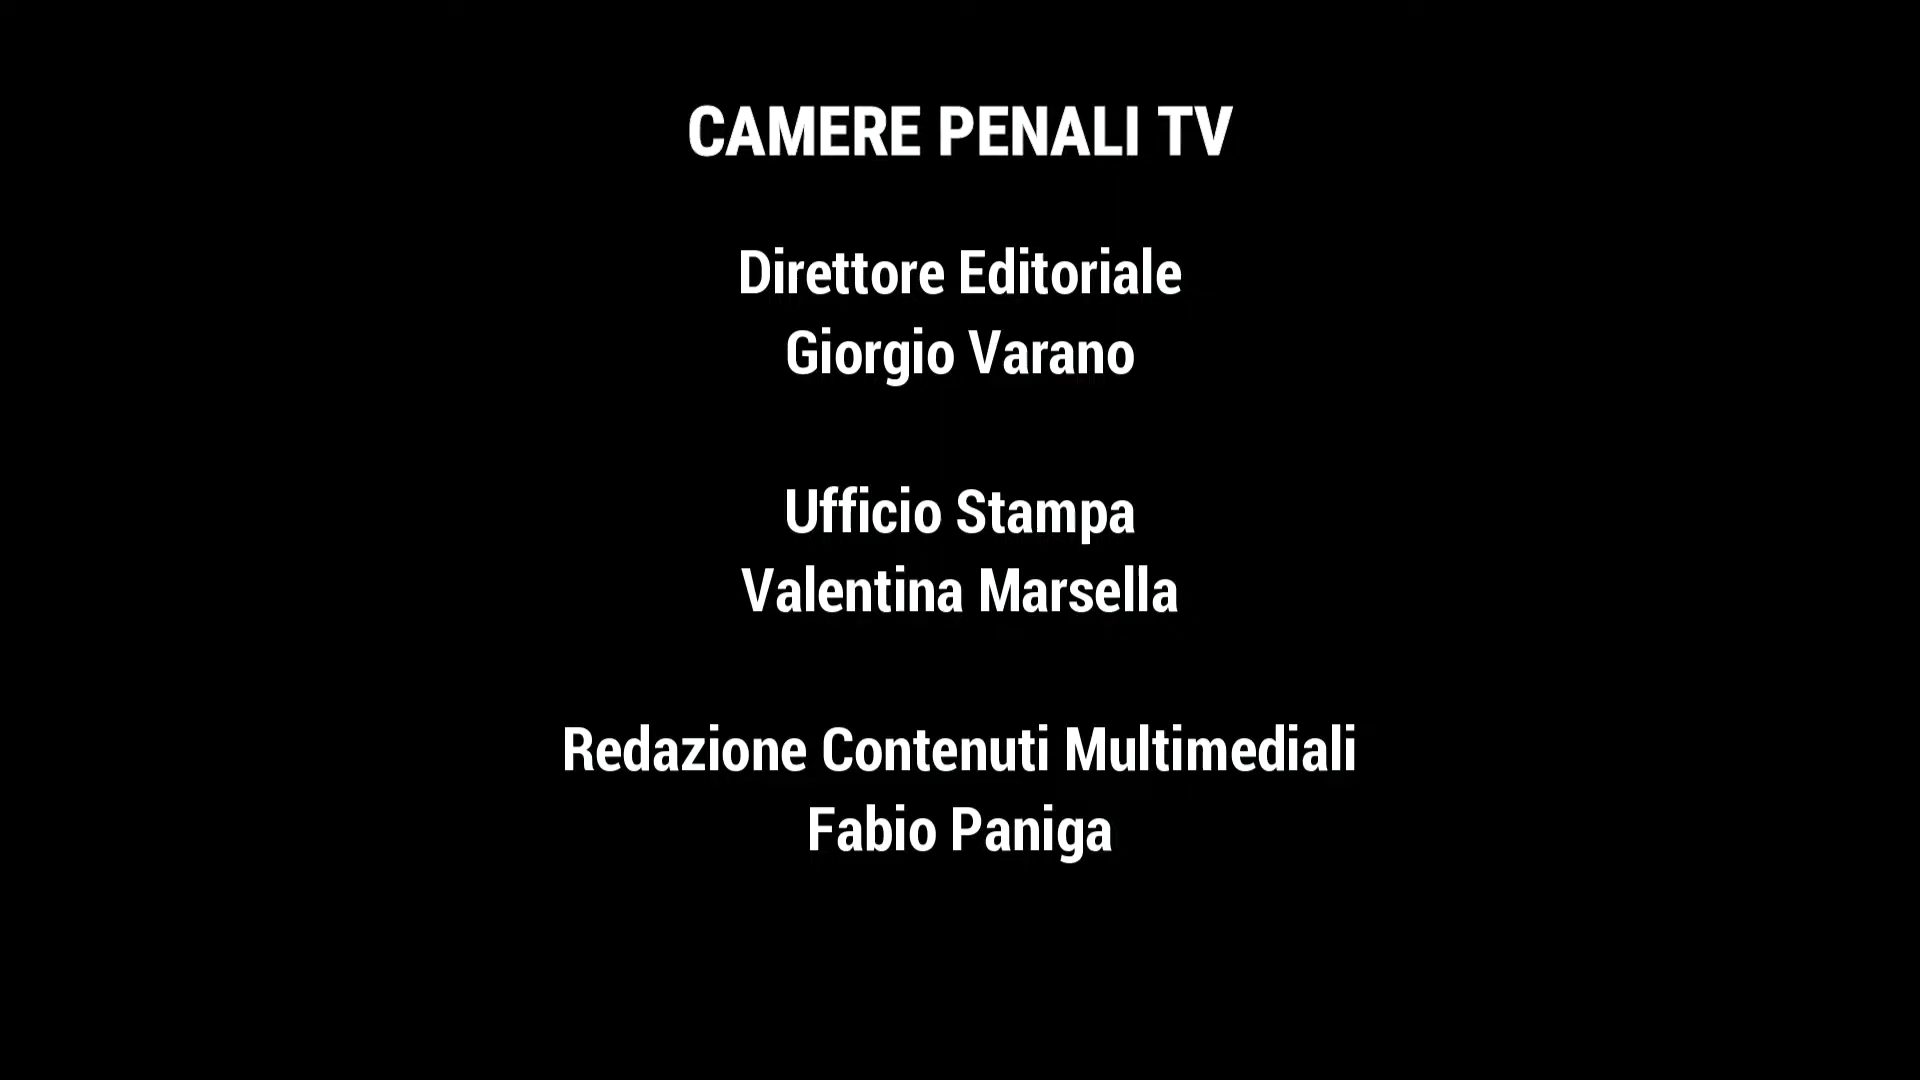 CAMERE PENALI TV
Direttore Editoriale
Giorgio Varano
Ufficio Stampa
Valentina Marsella
Redazione Contenuti Multimediali
Fabio Paniga